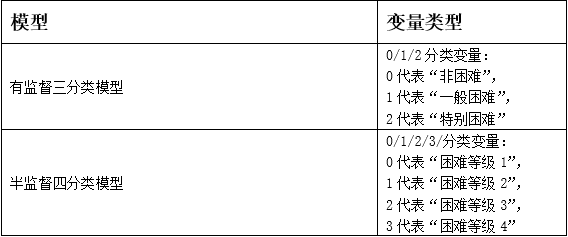 模型
变量类型
有监督三分类模型
0/1/2分类变量：
0代表“非困难”，
1代表“一般困难”，
2代表“特别困难”
半监督四分类模型
0/1/2/3/分类变量：
0代表“困难等级1”，
1代表“困难等级2”，
2代表“困难等级3”，
3代表“困难等级4”